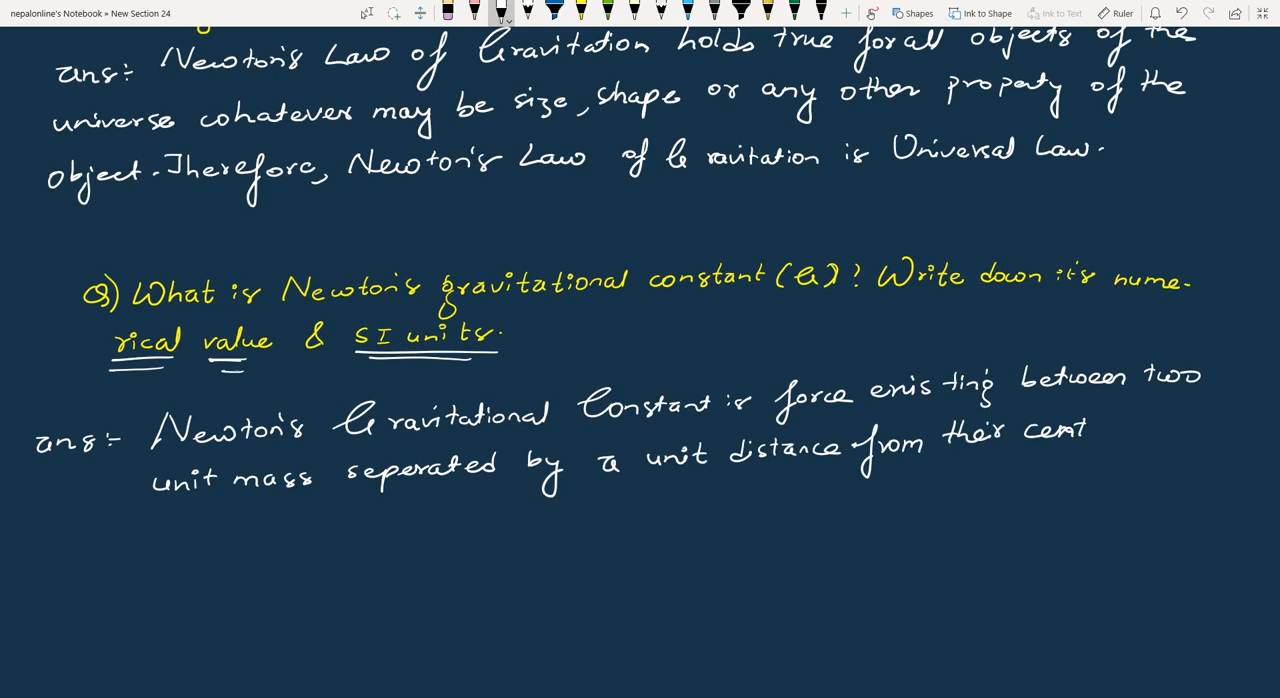 nepalonline's Notebook » New Section 24
Shapes Ink to Shape Ink to Text Ruler
ans:- Newton's Law of Gravitation holds true for all objects of the
universe whatever may be size, shape or any other property of the
object. Therefore, Newton's Law of Gravitation is Universal Law.
Q) What is Newton's gravitational constant (G)? Write down it's nume-
rical value & SI units.
ans:- Newton's Gravitational Constant is force existing between two
unit mass seperated by a unit distance from their cent